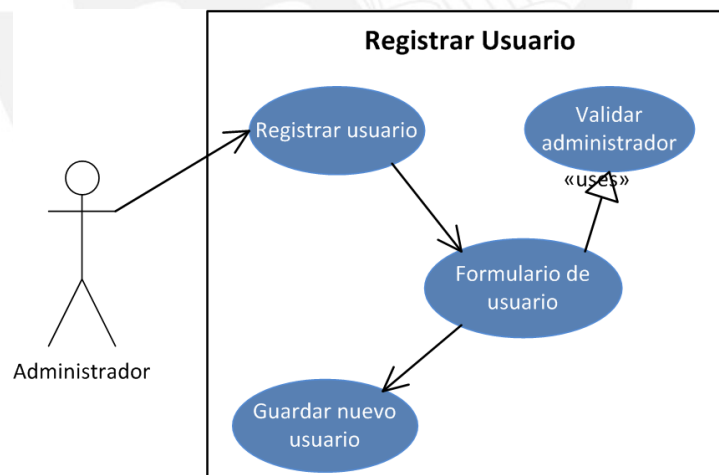 Registrar Usuario
Registrar usuario
Validar
administrador
«uses»
Formulario de
usuario
Administrador
Guardar nuevo
usuario